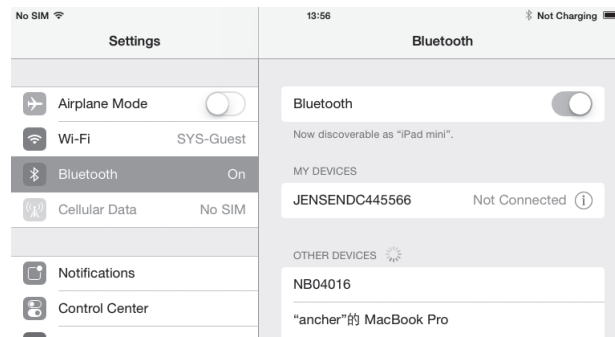 No SIM
13:56
Not Charging
Settings
Bluetooth
Airplane Mode
Wi-Fi SYS-Guest
Bluetooth On
Cellular Data No SIM
Notifications
Control Center
Bluetooth
Now discoverable as “iPad mini”.
MY DEVICES
JENSENDC445566 Not Connected
OTHER DEVICES
NB04016
“ancher”的 MacBook Pro